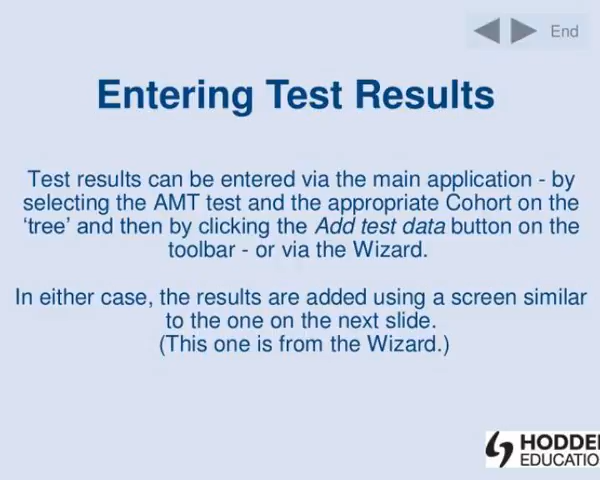 End
Entering Test Results
Test results can be entered via the main application - by
selecting the AMT test and the appropriate Cohort on the
‘tree’ and then by clicking the Add test data button on the
toolbar - or via the Wizard.
In either case, the results are added using a screen similar
to the one on the next slide.
(This one is from the Wizard.)
HODDE
EDUCATIO